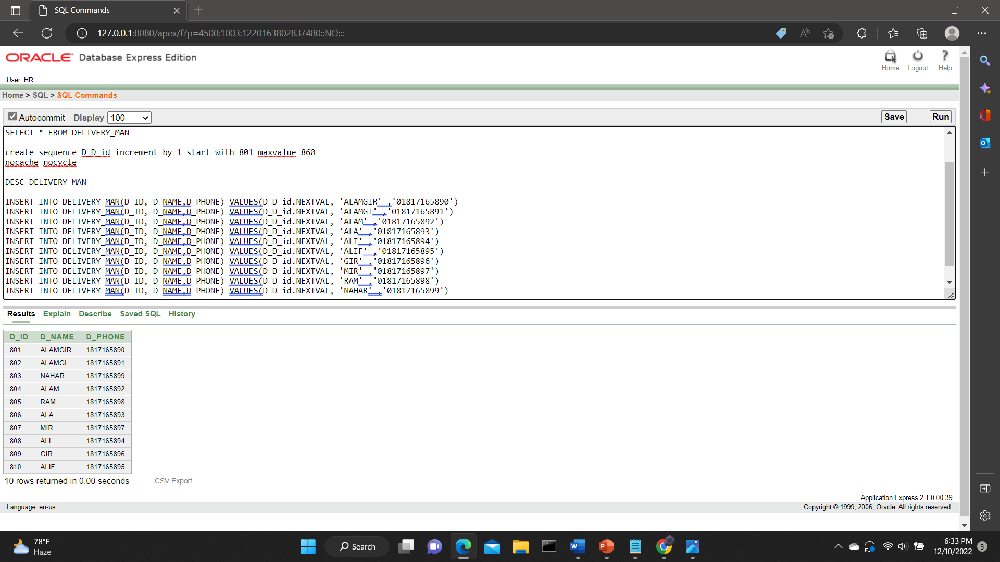 SQL Commands
127.0.0.1:8080/apex/f?p=4500:1003:1220163802837480::NO:::
ORACLE Database Express Edition
Home Logout Help
User: HR
Home > SQL > SQL Commands
Autocommit Display 100 Save Run
SELECT * FROM DELIVERY_MAN
create sequence D_D_id increment by 1 start with 801 maxvalue 860
nocache nocycle
DESC DELIVERY_MAN
INSERT INTO DELIVERY_MAN(D_ID, D_NAME,D_PHONE) VALUES(D_D_id.NEXTVAL, 'ALAMGIR' ,'01817165890')
INSERT INTO DELIVERY_MAN(D_ID, D_NAME,D_PHONE) VALUES(D_D_id.NEXTVAL, 'ALAMGI' ,'01817165891')
INSERT INTO DELIVERY_MAN(D_ID, D_NAME,D_PHONE) VALUES(D_D_id.NEXTVAL, 'ALAM' ,'01817165892')
INSERT INTO DELIVERY_MAN(D_ID, D_NAME,D_PHONE) VALUES(D_D_id.NEXTVAL, 'ALA' ,'01817165893')
INSERT INTO DELIVERY_MAN(D_ID, D_NAME,D_PHONE) VALUES(D_D_id.NEXTVAL, 'ALI' ,'01817165894')
INSERT INTO DELIVERY_MAN(D_ID, D_NAME,D_PHONE) VALUES(D_D_id.NEXTVAL, 'ALIF' ,'01817165895')
INSERT INTO DELIVERY_MAN(D_ID, D_NAME,D_PHONE) VALUES(D_D_id.NEXTVAL, 'GIR' ,'01817165896')
INSERT INTO DELIVERY_MAN(D_ID, D_NAME,D_PHONE) VALUES(D_D_id.NEXTVAL, 'MIR' ,'01817165897')
INSERT INTO DELIVERY_MAN(D_ID, D_NAME,D_PHONE) VALUES(D_D_id.NEXTVAL, 'RAM' ,'01817165898')
INSERT INTO DELIVERY_MAN(D_ID, D_NAME,D_PHONE) VALUES(D_D_id.NEXTVAL, 'NAHAR' ,'01817165899')
Results Explain Describe Saved SQL History
D_ID D_NAME D_PHONE
801 ALAMGIR 1817165890
802 ALAMGI 1817165891
803 NAHAR 1817165899
804 ALAM 1817165892
805 RAM 1817165898
806 ALA 1817165893
807 MIR 1817165897
808 ALI 1817165894
809 GIR 1817165896
810 ALIF 1817165895
10 rows returned in 0.00 seconds CSV Export
Application Express 2.1.0.00.39
Language: en-us Copyright © 1999, 2006, Oracle. All rights reserved.
78°F
Haze
Search
6:33 PM
12/10/2022
3